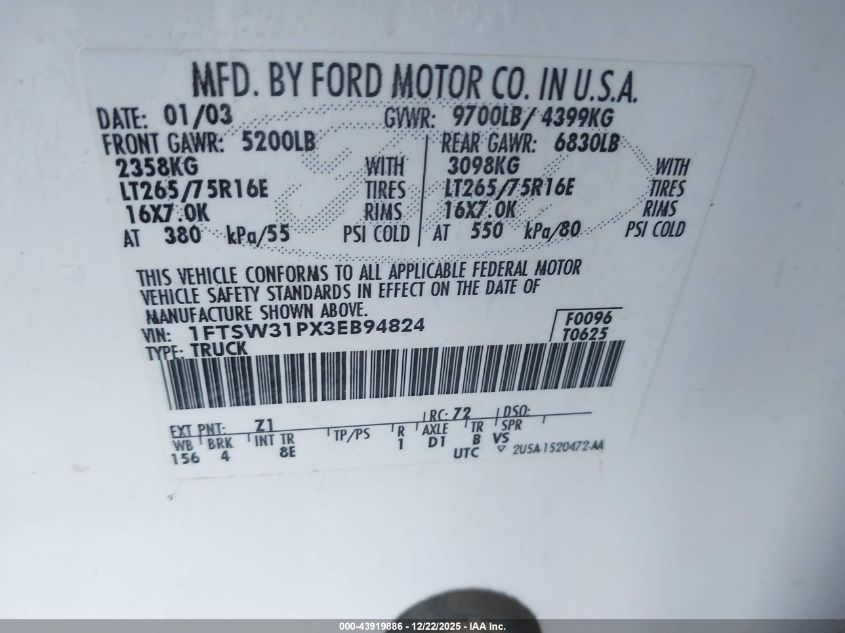 MFD. BY FORD MOTOR CO. IN U.S.A.
DATE: 01/03 GVWR: 9700LB/ 4399KG
FRONT GAWR: 5200LB REAR GAWR: 6830LB
2358KG WITH 3098KG WITH
LT265/75R16E TIRES LT265/75R16E TIRES
16X7.0K RIMS 16X7.0K RIMS
AT 380 kPa/55 PSI COLD AT 550 kPa/80 PSI COLD
THIS VEHICLE CONFORMS TO ALL APPLICABLE FEDERAL MOTOR
VEHICLE SAFETY STANDARDS IN EFFECT ON THE DATE OF
MANUFACTURE SHOWN ABOVE.
VIN: 1FTSW31PX3EB94824 F0096
TYPE: TRUCK T0625
EXT PNT: Z1 RC: 72 DSO:
WB BRK INT TR TP/PS R AXLE TR SPR
156 4 8E 1 D1 B VS
UTC ▽ 2U5A-1520472-AA
000-43919886 - 12/22/2025 - IAA Inc.